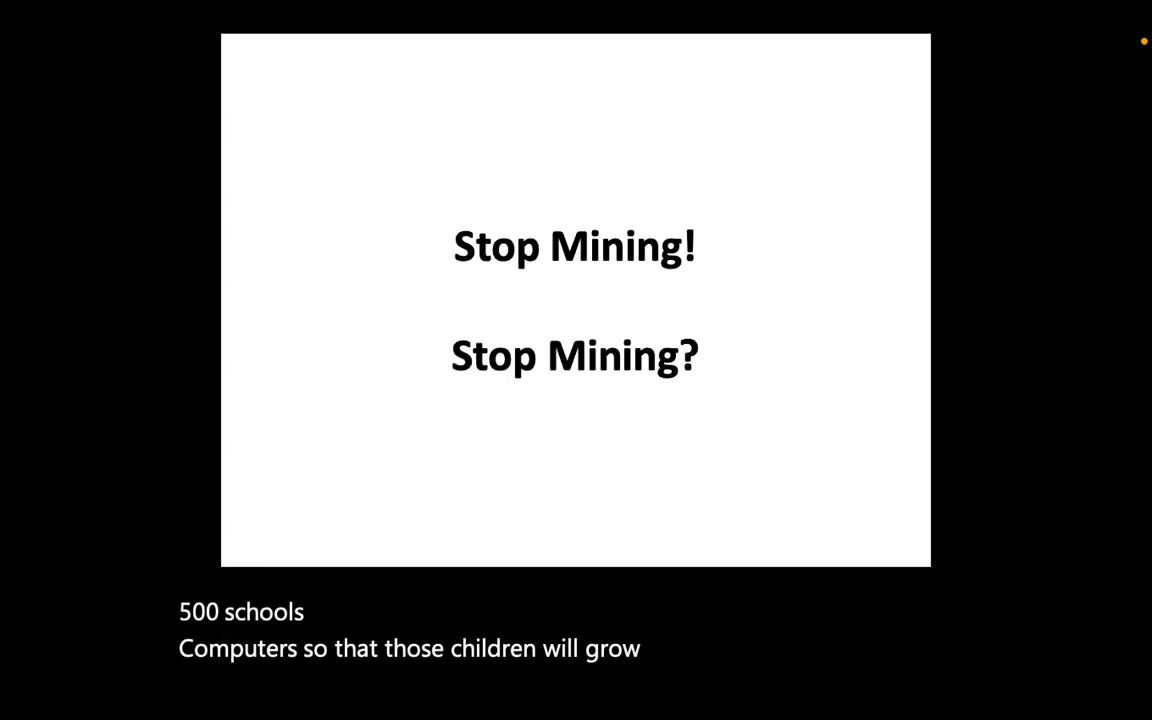 Stop Mining!
Stop Mining?
500 schools
Computers so that those children will grow